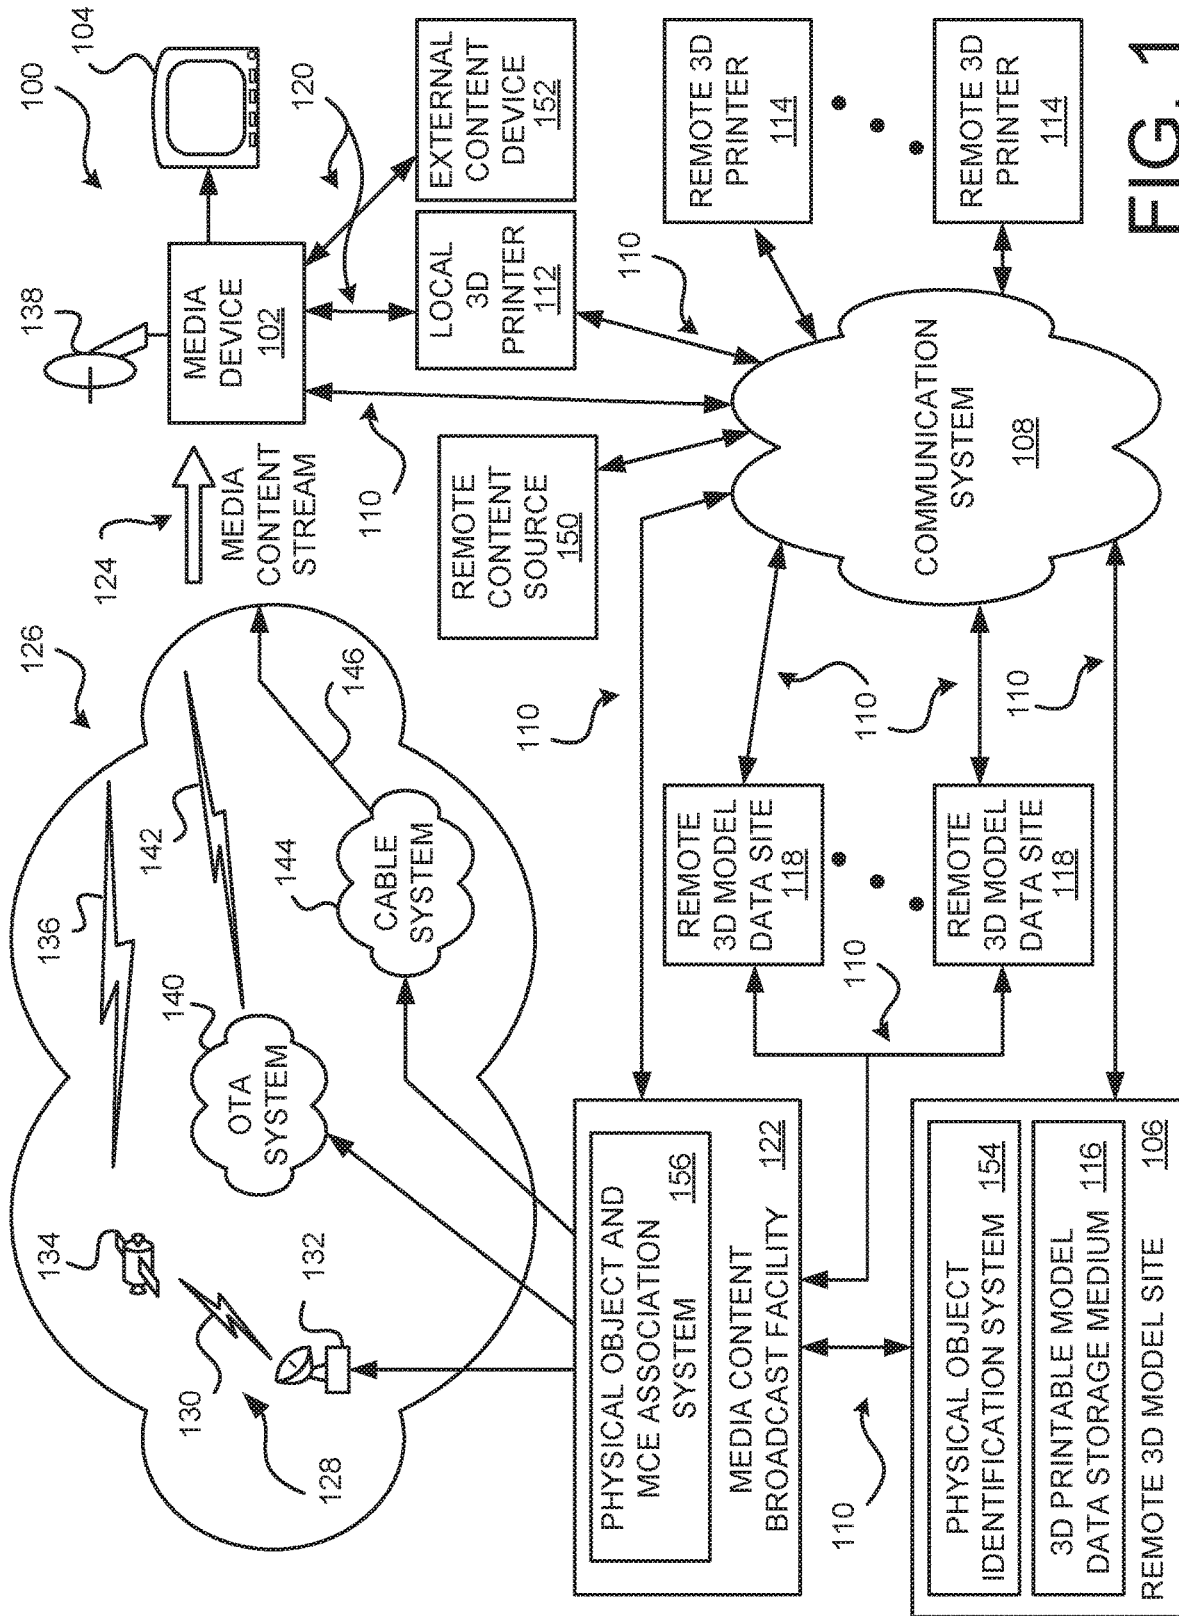 100
104
138
MEDIA
DEVICE
102
120
EXTERNAL
CONTENT
DEVICE
152
LOCAL
3D
PRINTER
112
124
MEDIA
CONTENT
STREAM
110
110
REMOTE 3D
PRINTER
114
REMOTE 3D
PRINTER
114
REMOTE
CONTENT
SOURCE
150
COMMUNICATION
SYSTEM
108
126
136
142
146
144
CABLE
SYSTEM
140
OTA
SYSTEM
134
132
130
128
110
110
110
110
REMOTE
3D MODEL
DATA SITE
118
REMOTE
3D MODEL
DATA SITE
118
110
PHYSICAL OBJECT AND
MCE ASSOCIATION
SYSTEM
156
MEDIA CONTENT
BROADCAST FACILITY
122
110
PHYSICAL OBJECT
IDENTIFICATION SYSTEM 154
3D PRINTABLE MODEL
DATA STORAGE MEDIUM 116
REMOTE 3D MODEL SITE 106
FIG. 1